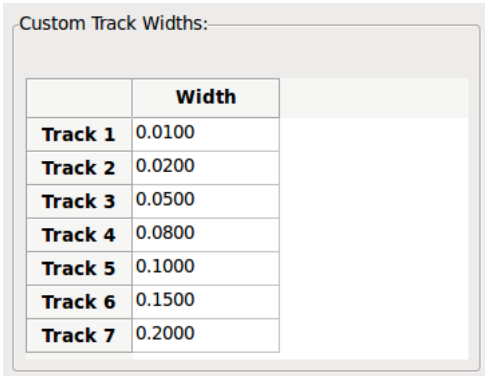 Custom Track Widths:
Width
Track 1 0.0100
Track 2 0.0200
Track 3 0.0500
Track 4 0.0800
Track 5 0.1000
Track 6 0.1500
Track 7 0.2000